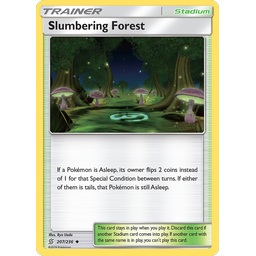 TRAINER
Stadium
Slumbering Forest
If a Pokémon is Asleep, its owner flips 2 coins instead
of 1 for that Special Condition between turns. If either
of them is tails, that Pokémon is still Asleep.
This card stays in play when you play it. Discard this card if
another Stadium card comes into play. If another card with
the same name is in play, you can't play this card.
Illus. Ryo Ueda
207/236